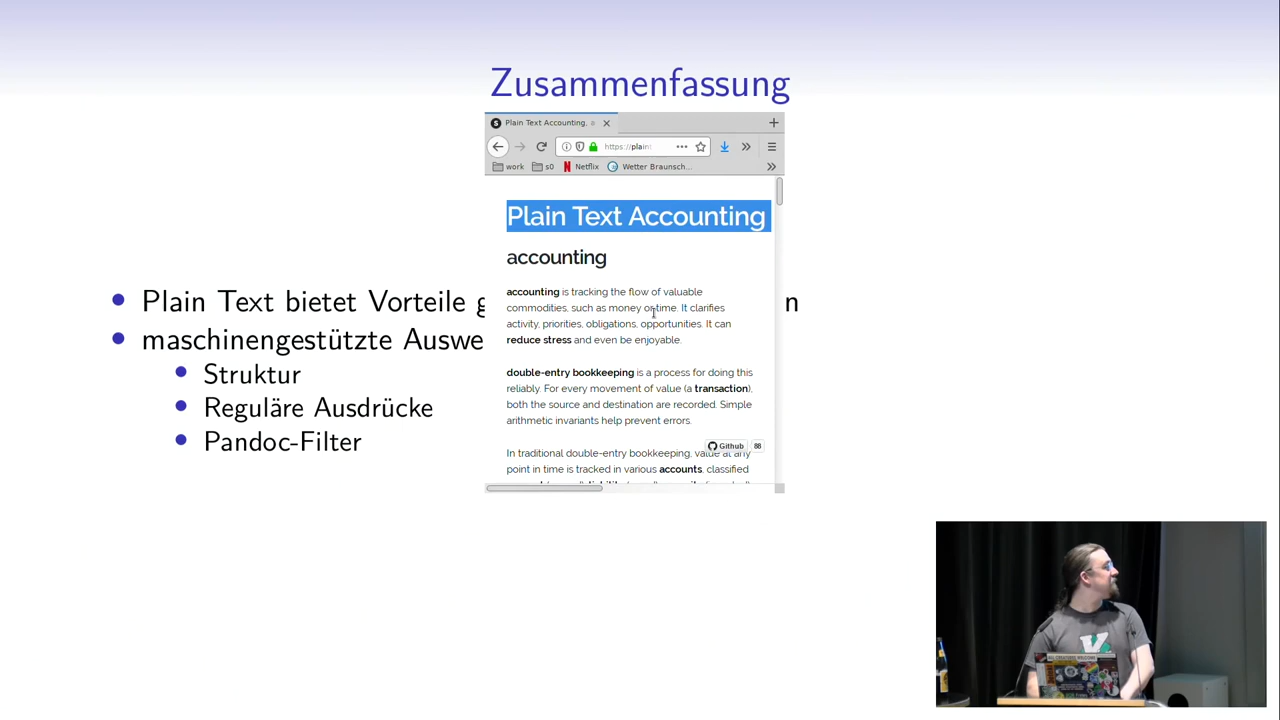 Zusammenfassung
Plain Text Accounting, a
https://plain
work
s0
Netflix
Wetter Braunsch...
Plain Text Accounting
accounting
accounting is tracking the flow of valuable
commodities, such as money or time. It clarifies
activity, priorities, obligations, opportunities. It can
reduce stress and even be enjoyable.
double-entry bookkeeping is a process for doing this
reliably. For every movement of value (a transaction),
both the source and destination are recorded. Simple
arithmetic invariants help prevent errors.
Github 88
In traditional double-entry bookkeeping, value at any
point in time is tracked in various accounts, classified
• Plain Text bietet Vorteile g n
• maschinengestützte Auswe
• Struktur
• Reguläre Ausdrücke
• Pandoc-Filter